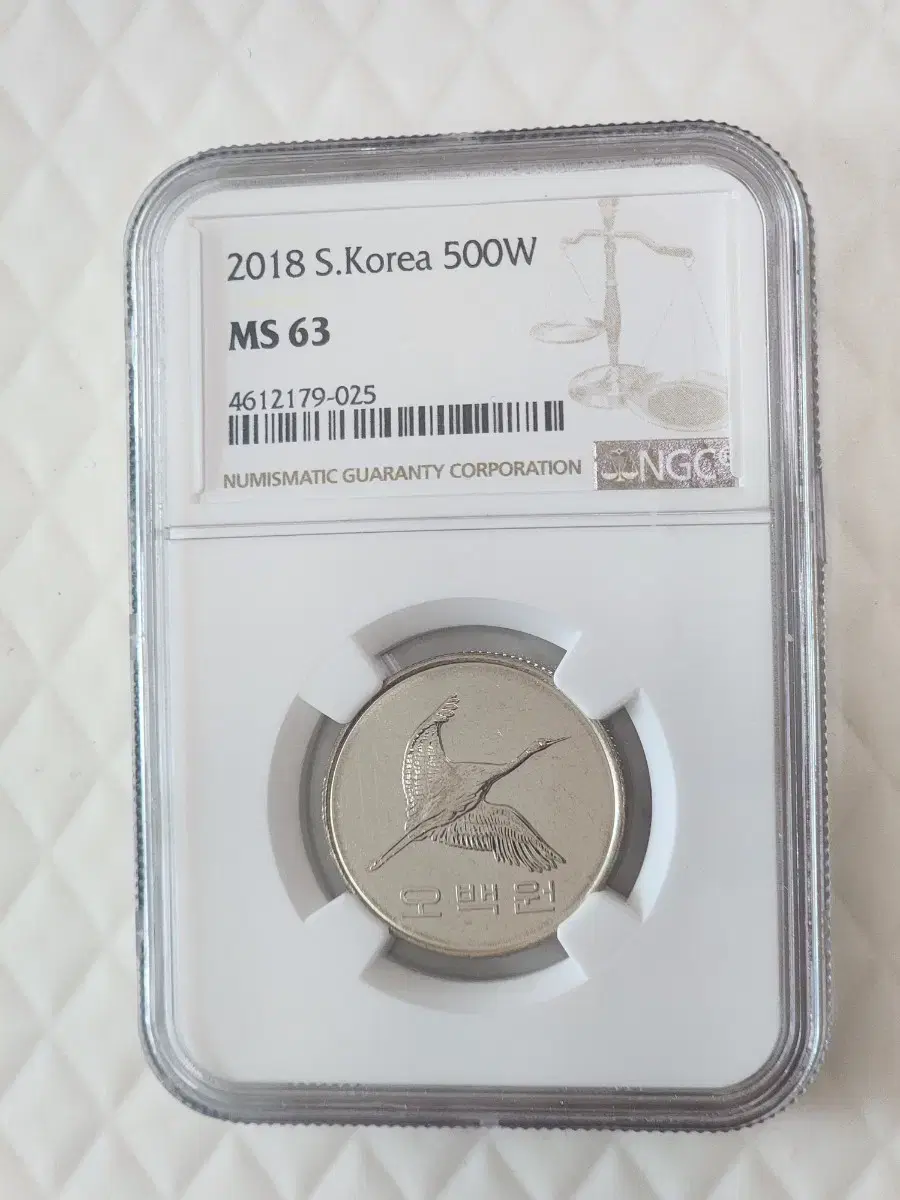 2018 S.Korea 500W
MS 63
4612179-025
NUMISMATIC GUARANTY CORPORATION
NGC
오백원